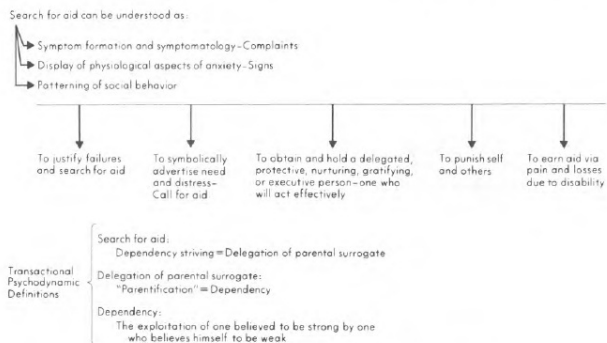 Search for aid can be understood as:
Symptom formation and symptomatology–Complaints
Display of physiological aspects of anxiety–Signs
Patterning of social behavior
To justify failures
and search for aid
To symbolically
advertise need
and distress–
Call for aid
To obtain and hold a delegated,
protective, nurturing, gratifying,
or executive person–one who
will act effectively
To punish self
and others
To earn aid via
pain and losses
due to disability
Transactional
Psychodynamic
Definitions
Search for aid:
Dependency striving = Delegation of parental surrogate
Delegation of parental surrogate:
"Parentification" = Dependency
Dependency:
The exploitation of one believed to be strong by one
who believes himself to be weak